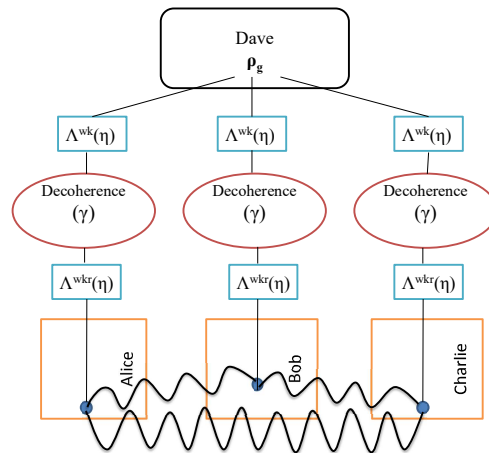 Dave
ρg
Λwk(η) Λwk(η) Λwk(η)
Decoherence Decoherence Decoherence
(γ) (γ) (γ)
Λwkr(η) Λwkr(η) Λwkr(η)
Alice Bob Charlie